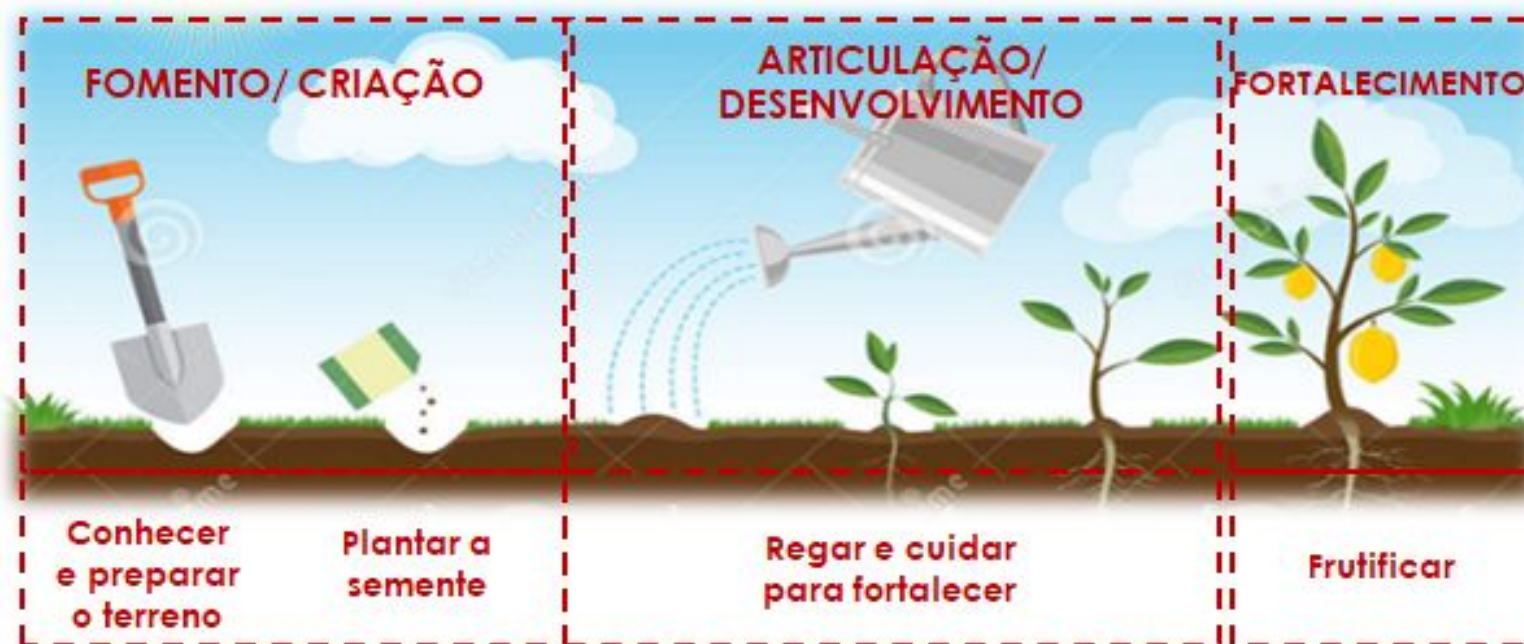 FOMENTO/ CRIAÇÃO
ARTICULAÇÃO/
DESENVOLVIMENTO
FORTALECIMENTO
Conhecer
e preparar
o terreno
Plantar a
semente
Regar e cuidar
para fortalecer
Frutificar